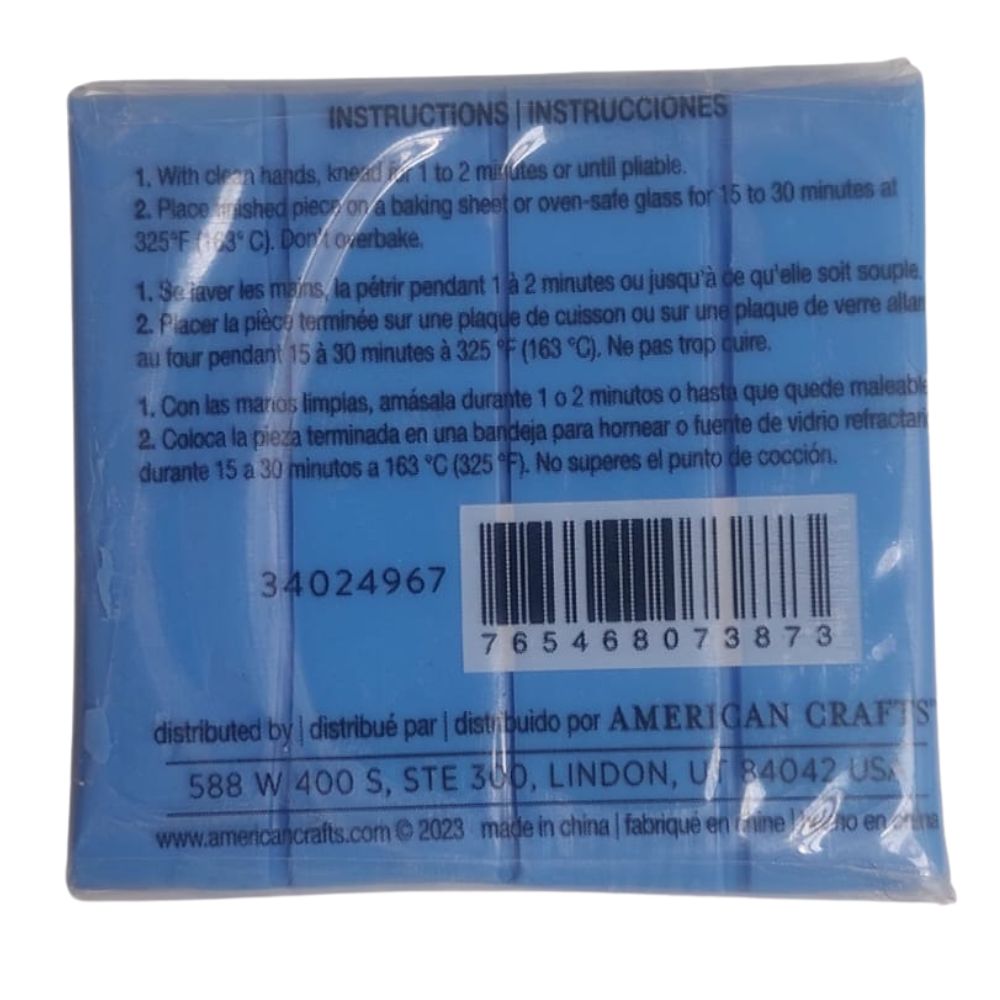 INSTRUCTIONS | INSTRUCCIONES
1. With clean hands, knead for 1 to 2 minutes or until pliable.
2. Place finished piece on a baking sheet or oven-safe glass for 15 to 30 minutes at
325°F (163° C). Don't overbake.
1. Se laver les mains, la pétrir pendant 1 à 2 minutes ou jusqu'à ce qu'elle soit souple.
2. Placer la pièce terminée sur une plaque de cuisson ou sur une plaque de verre allan
au four pendant 15 à 30 minutes à 325 °F (163 °C). Ne pas trop cuire.
1. Con las manos limpias, amásala durante 1 o 2 minutos o hasta que quede maleable
2. Coloca la pieza terminada en una bandeja para hornear o fuente de vidrio refractari
durante 15 a 30 minutos a 163 °C (325 °F). No superes el punto de cocción.
34024967
765468073873
distributed by | distribué par | distribuido por AMERICAN CRAFTS™
588 W 400 S, STE 300, LINDON, UT 84042 USA
www.americancrafts.com © 2023 made in china | fabriqué en chine | hecho en china